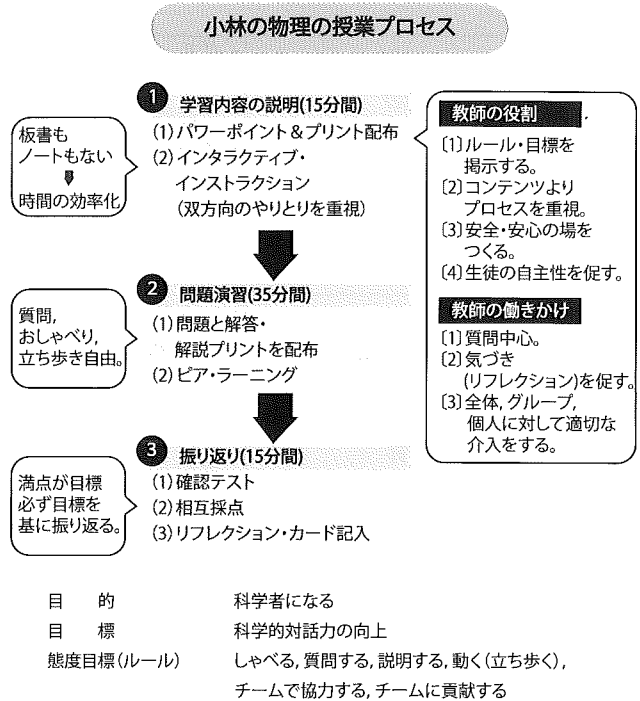 小林の物理の授業プロセス
❶ 学習内容の説明(15分間)
(1) パワーポイント＆プリント配布
(2) インタラクティブ・
インストラクション
(双方向のやりとりを重視)
板書も
ノートもない
時間の効率化
教師の役割
〔1〕ルール・目標を
掲示する。
〔2〕コンテンツより
プロセスを重視。
〔3〕安全・安心の場を
つくる。
〔4〕生徒の自主性を促す。
教師の働きかけ
〔1〕質問中心。
〔2〕気づき
(リフレクション)を促す。
〔3〕全体, グループ,
個人に対して適切な
介入をする。
❷ 問題演習(35分間)
(1) 問題と解答・
解説プリントを配布
(2) ピア・ラーニング
質問,
おしゃべり,
立ち歩き自由。
❸ 振り返り(15分間)
(1) 確認テスト
(2) 相互採点
(3) リフレクション・カード記入
満点が目標
必ず目標を
基に振り返る。
目　的　科学者になる
目　標　科学的対話力の向上
態度目標(ルール)　しゃべる, 質問する, 説明する, 動く(立ち歩く),
チームで協力する, チームに貢献する